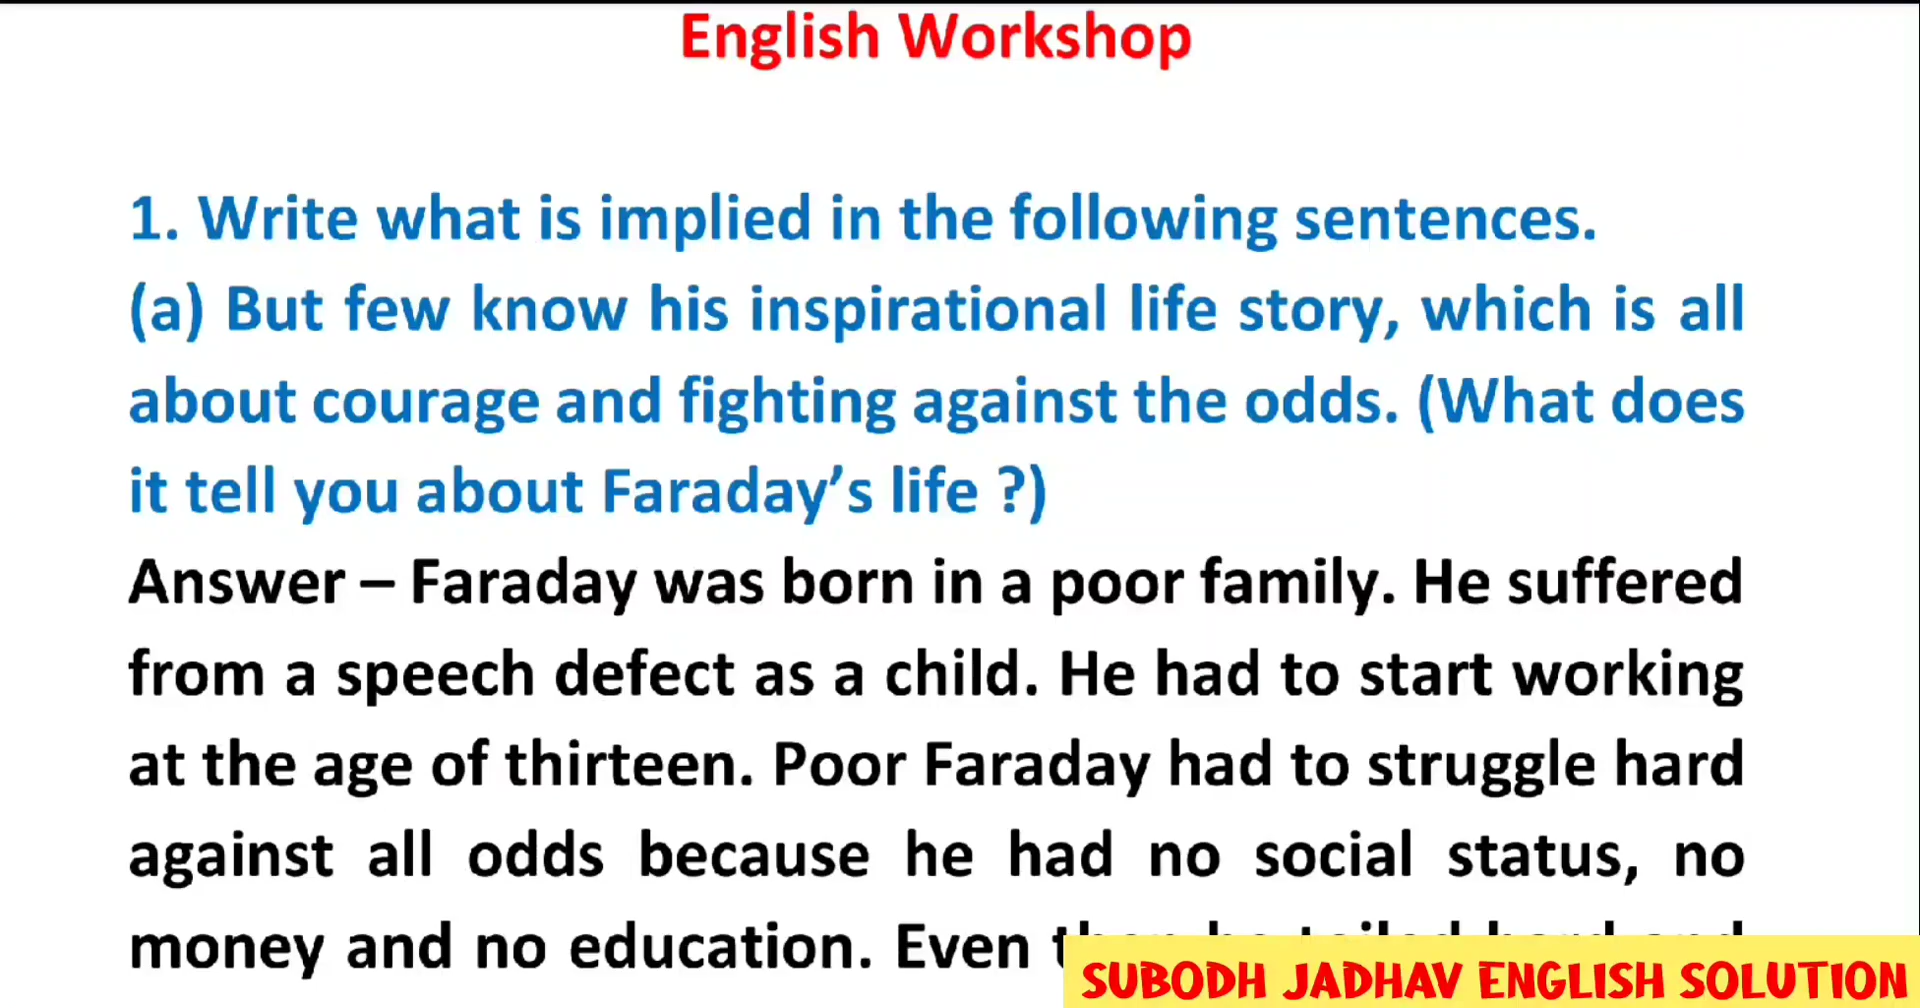 English Workshop
1. Write what is implied in the following sentences.
(a) But few know his inspirational life story, which is all
about courage and fighting against the odds. (What does
it tell you about Faraday’s life ?)
Answer – Faraday was born in a poor family. He suffered
from a speech defect as a child. He had to start working
at the age of thirteen. Poor Faraday had to struggle hard
against all odds because he had no social status, no
money and no education. Even
SUBODH JADHAV ENGLISH SOLUTION